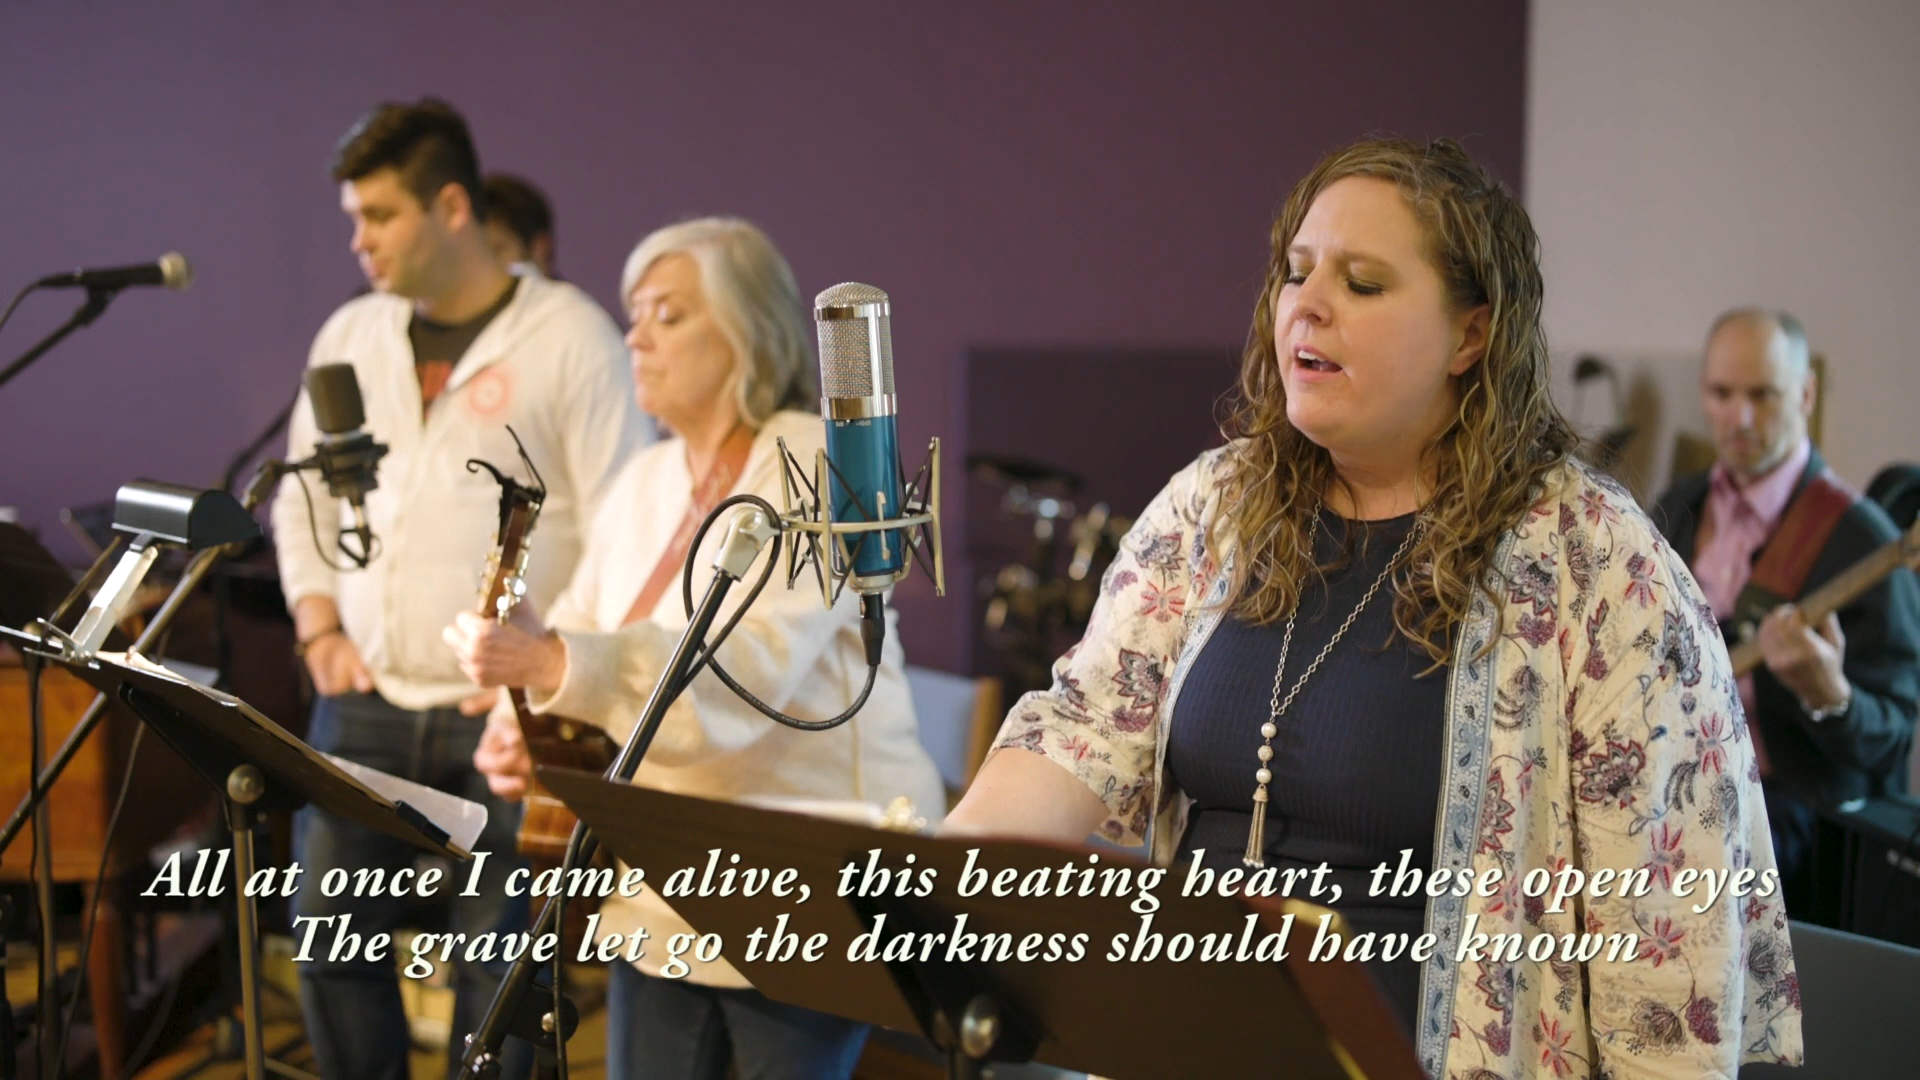 All at once I came alive, this beating heart, these open eyes
The grave let go the darkness should have known